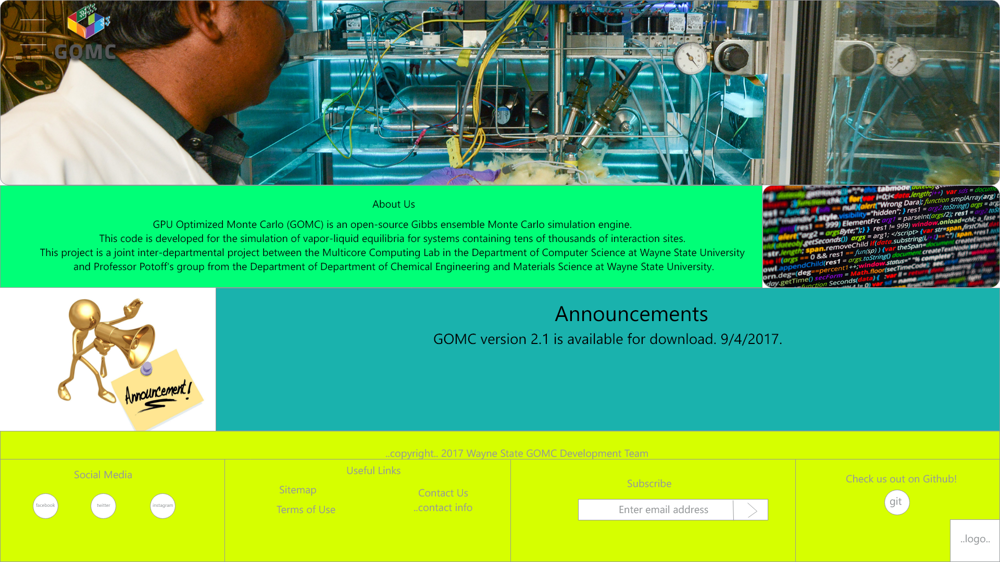 GOMC
About Us
GPU Optimized Monte Carlo (GOMC) is an open-source Gibbs ensemble Monte Carlo simulation engine.
This code is developed for the simulation of vapor-liquid equilibria for systems containing tens of thousands of interaction sites.
This project is a joint inter-departmental project between the Multicore Computing Lab in the Department of Computer Science at Wayne State University
and Professor Potoff's group from the Department of Department of Chemical Engineering and Materials Science at Wayne State University.
Announcement!
Announcements
GOMC version 2.1 is available for download. 9/4/2017.
..copyright.. 2017 Wayne State GOMC Development Team
Social Media
facebook
twitter
instagram
Useful Links
Sitemap
Terms of Use
Contact Us
..contact info
Subscribe
Enter email address
Check us out on Github!
git
..logo..